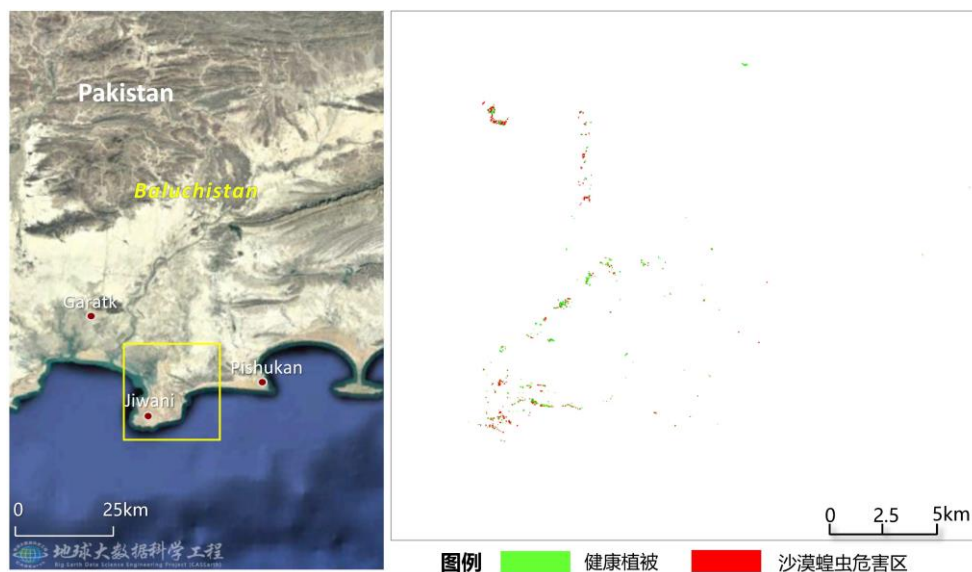 Pakistan
Baluchistan
Garatk
Pishukan
Jiwani
0 25km
地球大数据科学工程
Big Earth Data Science Engineering Project (CASEarth)
0 2.5 5km
图例 健康植被 沙漠蝗虫危害区